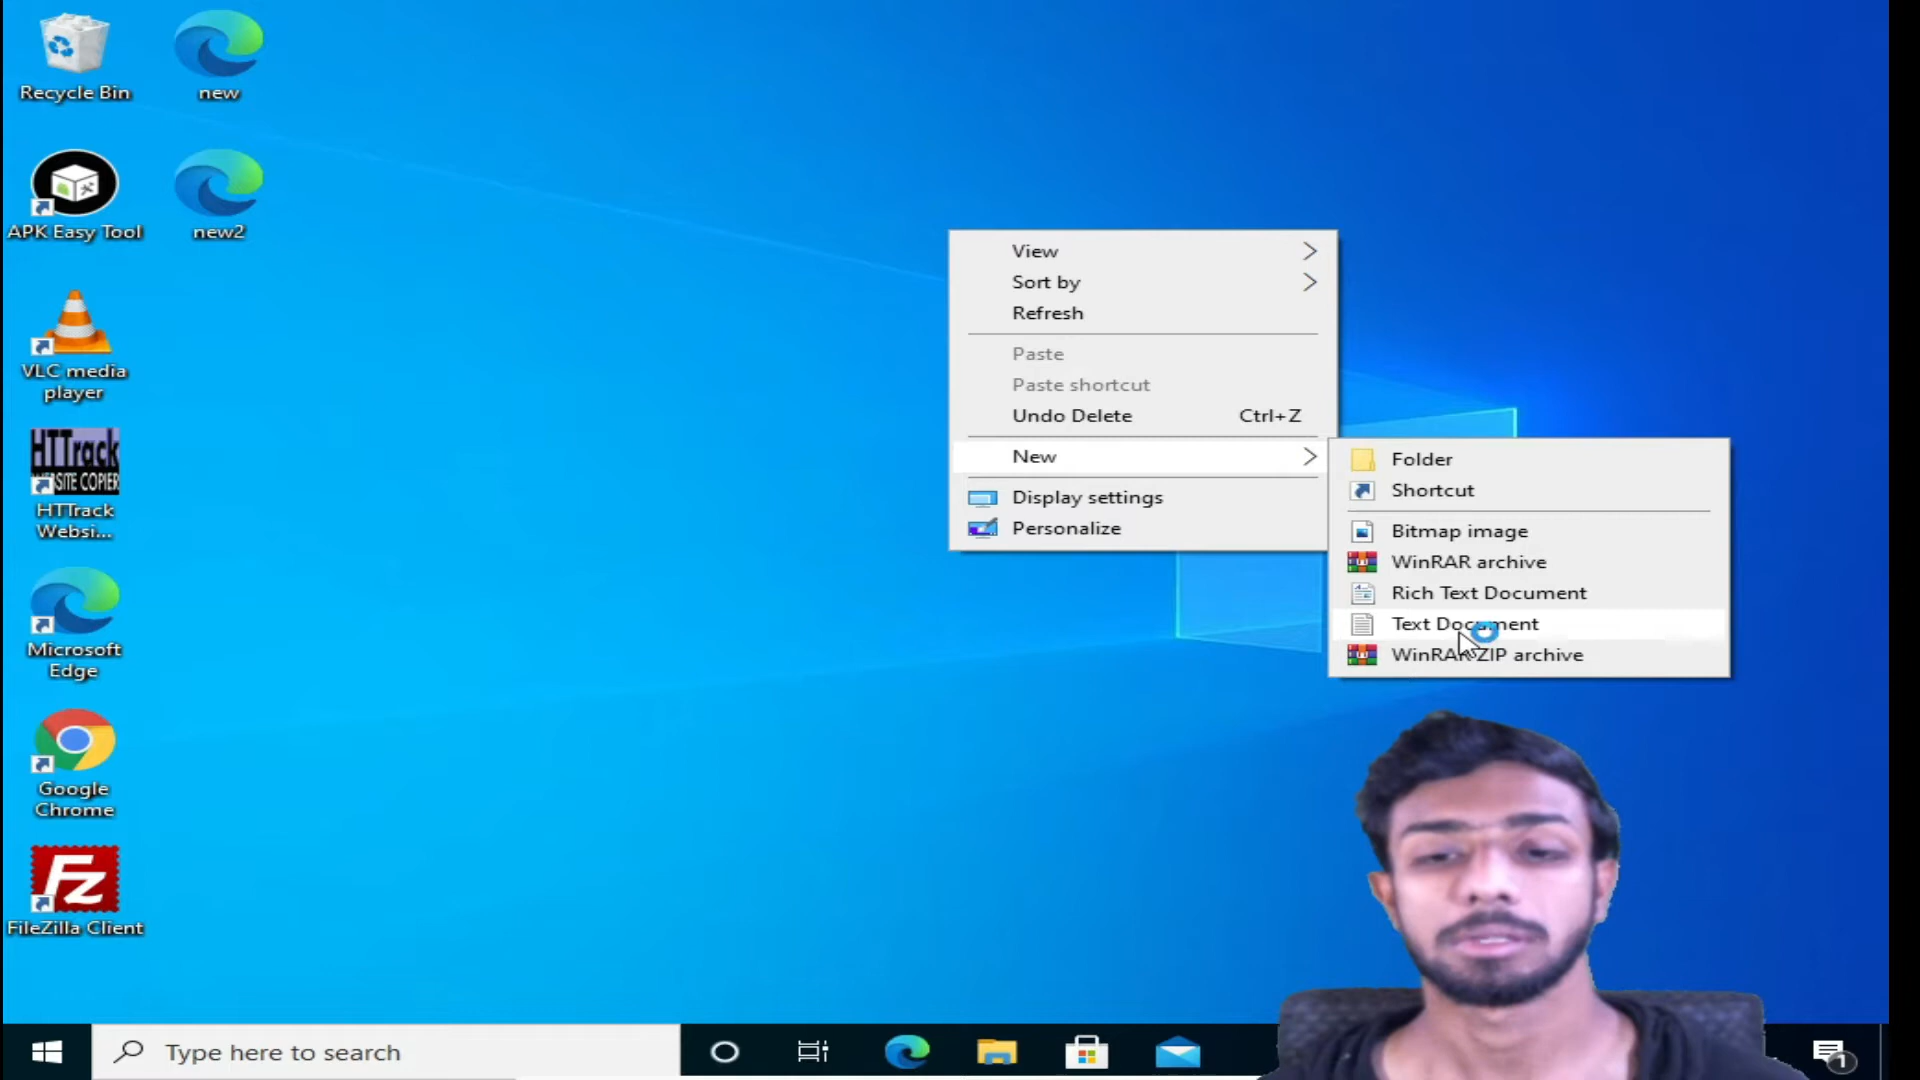 Recycle Bin
new
APK Easy Tool
new2
VLC media
player
HTTrack
SITE COPIER
HTTrack
Websi...
Microsoft
Edge
Google
Chrome
Fz
FileZilla Client
View
Sort by
Refresh
Paste
Paste shortcut
Undo Delete Ctrl+Z
New
Display settings
Personalize
Folder
Shortcut
Bitmap image
WinRAR archive
Rich Text Document
Text Document
WinRAR ZIP archive
Type here to search
1